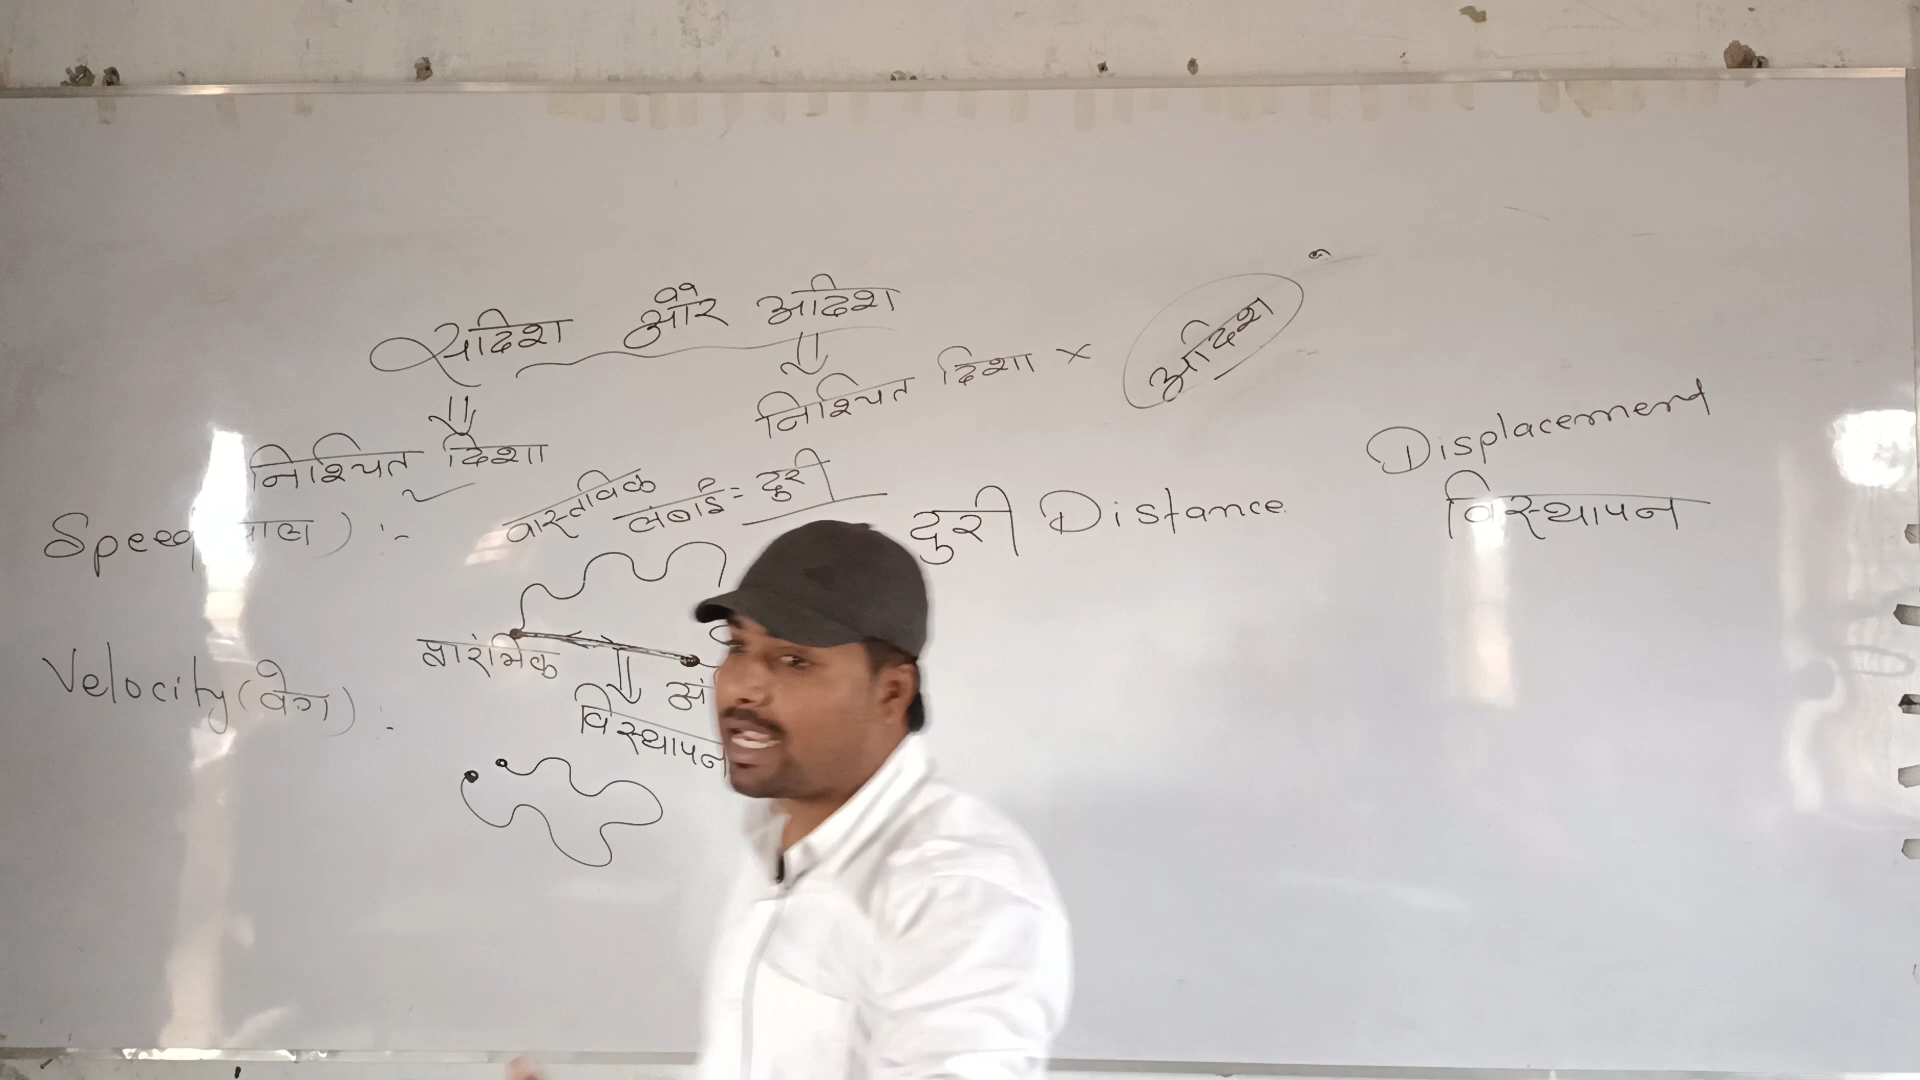 सदिश और अदिश
निश्चित दिशा
निश्चित दिशा ×
अदिश
वास्तविक
लंबाई = दुरी
Speed
दुरी Distance
Displacement
विस्थापन
Velocity (वेग) :-
प्रारंभिक
अं
विस्थापन